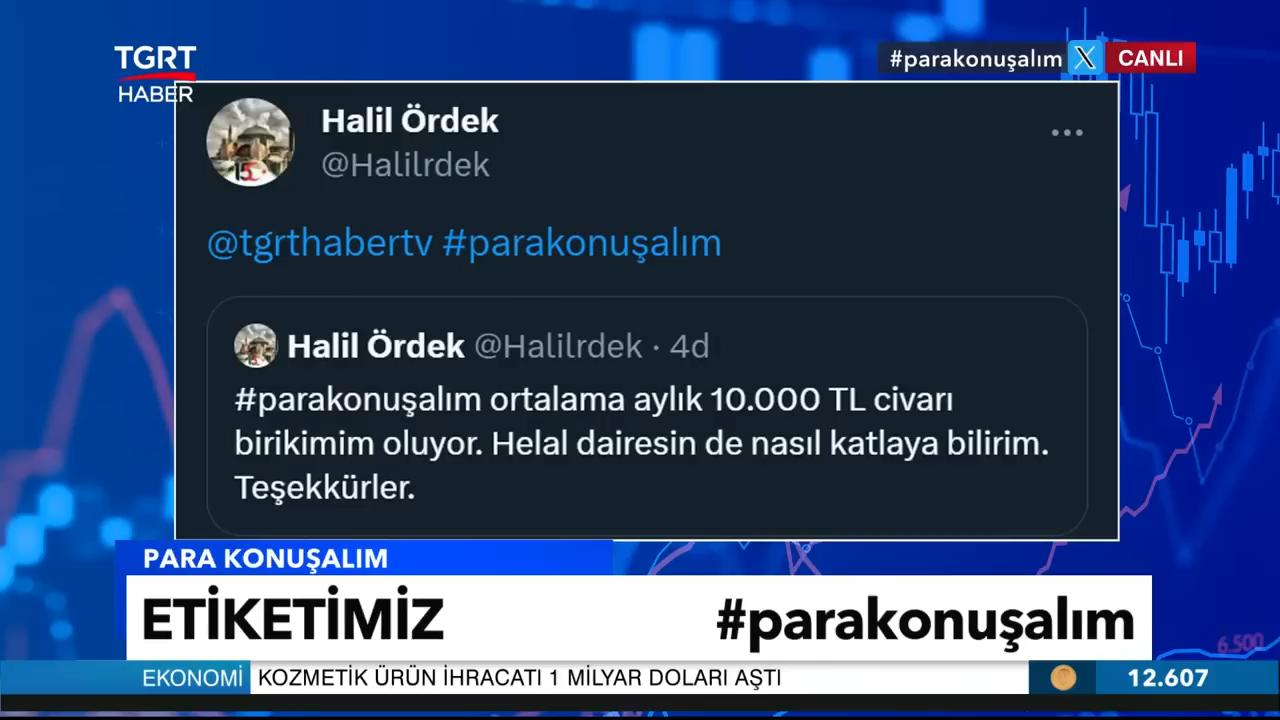 TGRT
HABER
#parakonuşalım X CANLI
Halil Ördek
@Halilrdek
@tgrthabertv #parakonuşalım
Halil Ördek @Halilrdek · 4d
#parakonuşalım ortalama aylık 10.000 TL civarı
birikimim oluyor. Helal dairesin de nasıl katlaya bilirim.
Teşekkürler.
PARA KONUŞALIM
ETİKETİMİZ #parakonuşalım
6.500
EKONOMİ KOZMETİK ÜRÜN İHRACATI 1 MİLYAR DOLARI AŞTI 12.607